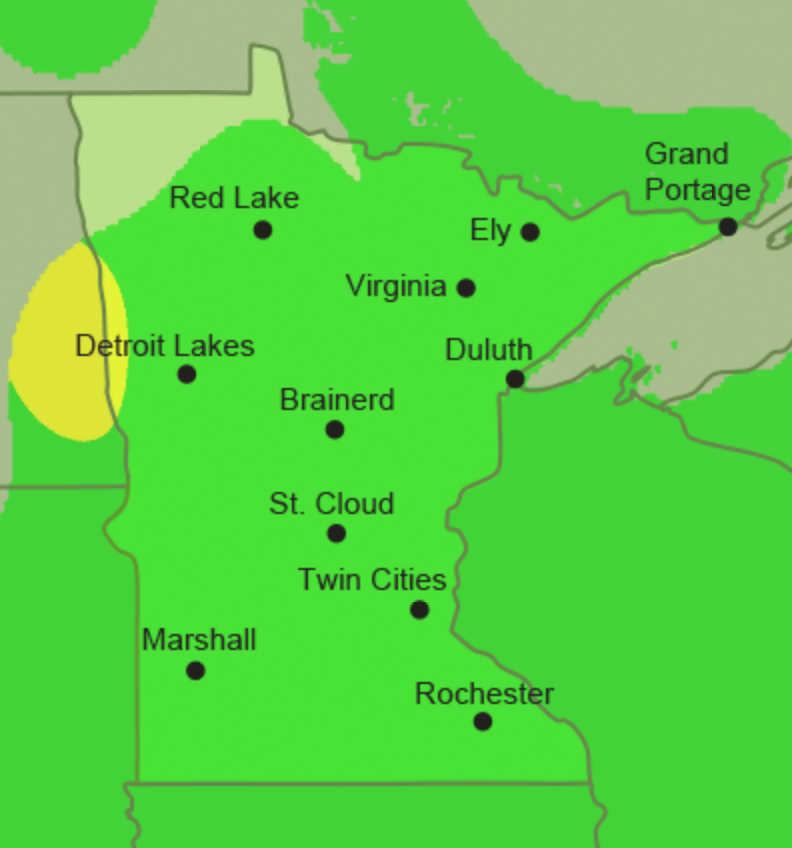 Grand
Portage
Red Lake
Ely
Virginia
Detroit Lakes
Duluth
Brainerd
St. Cloud
Twin Cities
Marshall
Rochester